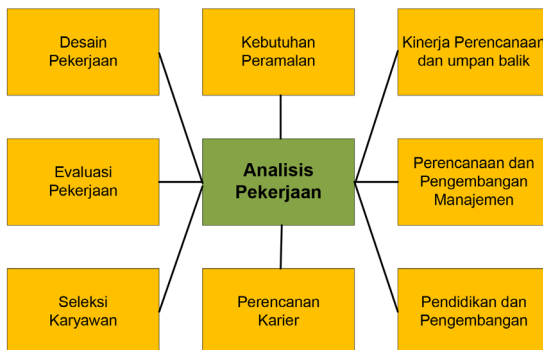 Desain
Pekerjaan
Kebutuhan
Peramalan
Kinerja Perencanaan
dan umpan balik
Evaluasi
Pekerjaan
Analisis
Pekerjaan
Perencanaan dan
Pengembangan
Manajemen
Seleksi
Karyawan
Perencanan
Karier
Pendidikan dan
Pengembangan